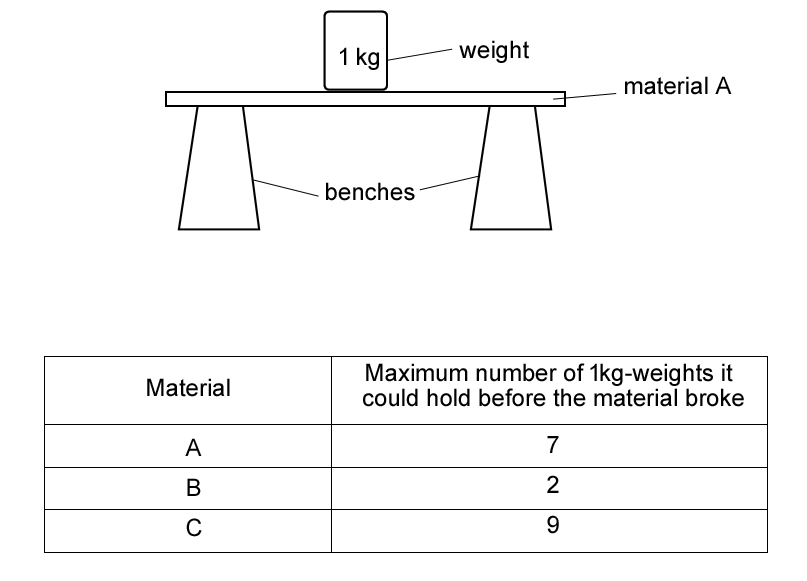 1 kg
weight
material A
benches
Material
Maximum number of 1kg-weights it
could hold before the material broke
A
7
B
2
C
9